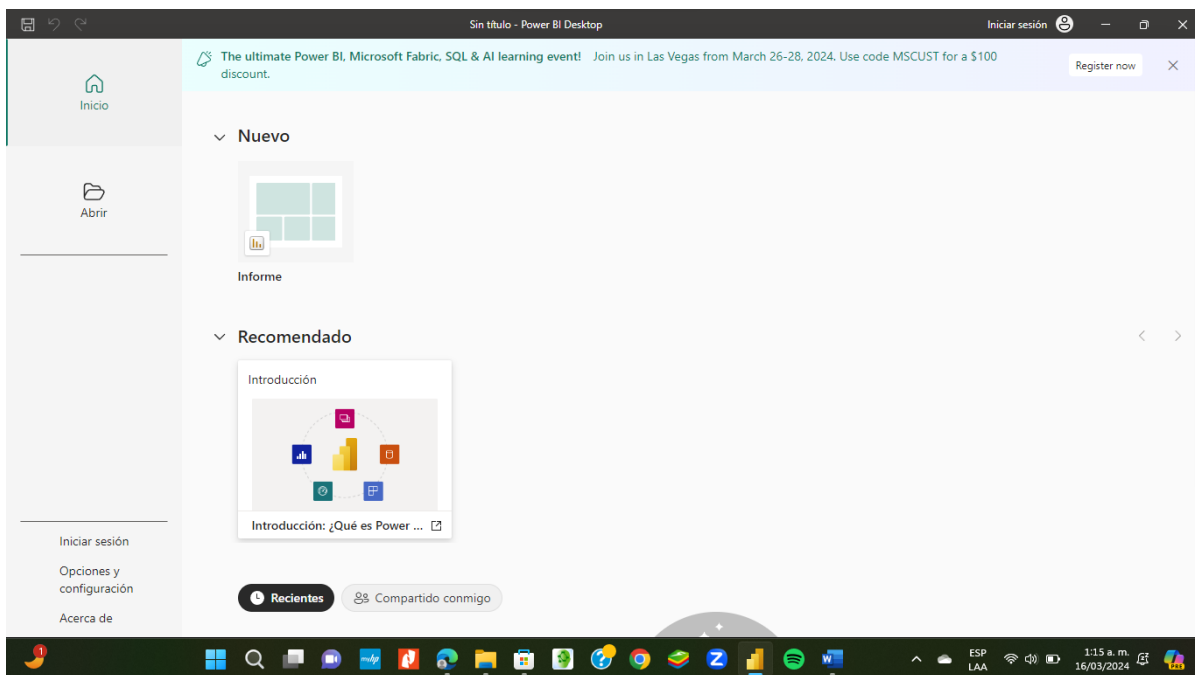 Sin título - Power BI Desktop
Iniciar sesión
The ultimate Power BI, Microsoft Fabric, SQL & AI learning event! Join us in Las Vegas from March 26-28, 2024. Use code MSCUST for a $100
discount.
Register now
Inicio
Abrir
Nuevo
Informe
Recomendado
Introducción
Introducción: ¿Qué es Power ...
Recientes
Compartido conmigo
Iniciar sesión
Opciones y
configuración
Acerca de
1
myhp
Z
ESP
LAA
1:15 a. m.
16/03/2024
PRE